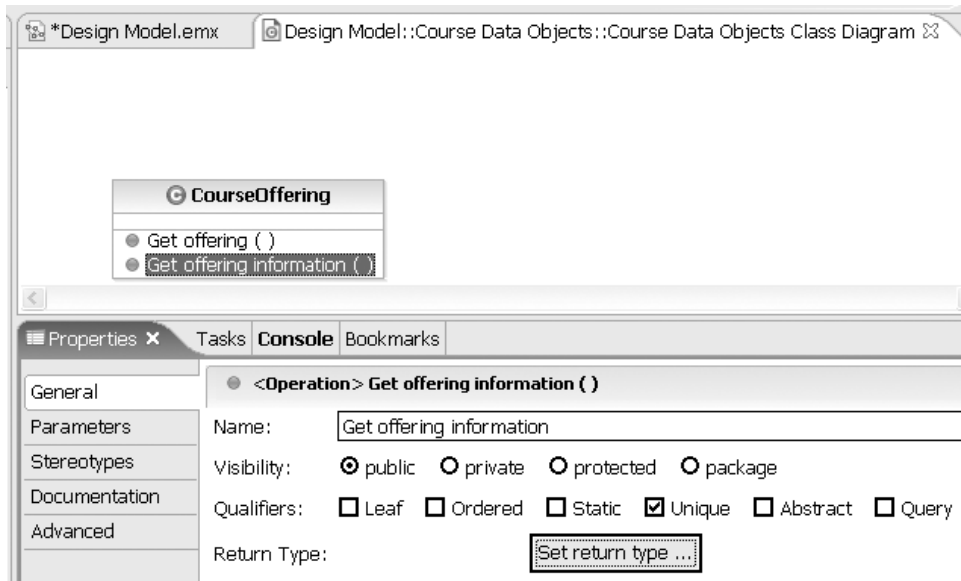 *Design Model.emx Design Model::Course Data Objects::Course Data Objects Class Diagram
CourseOffering
Get offering ( )
Get offering information ( )
Properties Tasks Console Bookmarks
General
Parameters
Stereotypes
Documentation
Advanced
<Operation> Get offering information ( )
Name: Get offering information
Visibility: public private protected package
Qualifiers: Leaf Ordered Static Unique Abstract Query
Return Type: Set return type ...